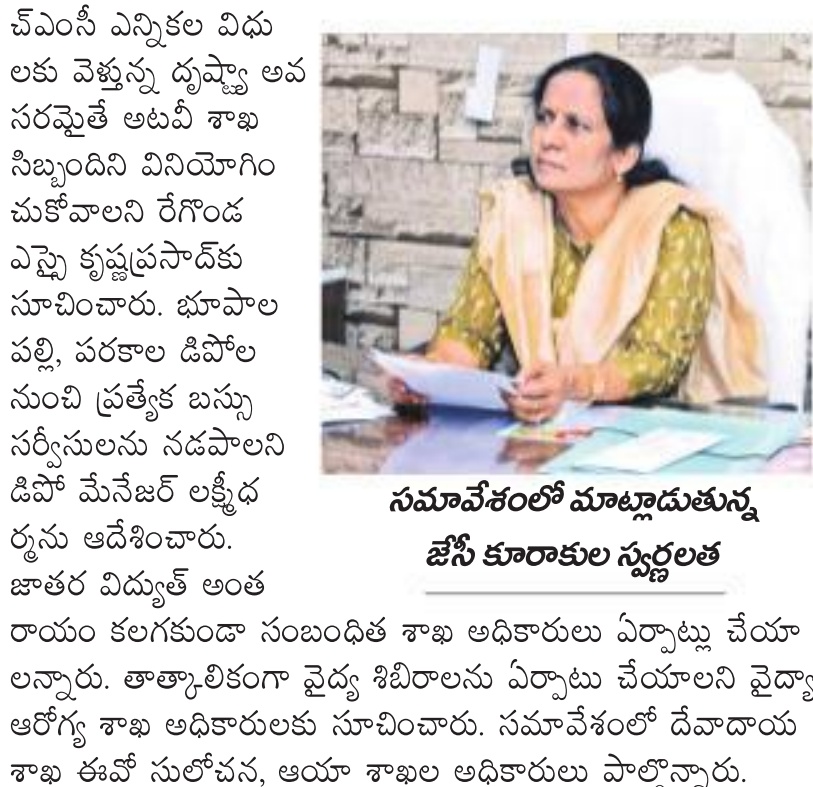 చ్ఎంసీ ఎన్నికల విధు
లకు వెళ్తున్న దృష్ట్యా అవ
సరమైతే అటవీ శాఖ
సిబ్బందిని వినియోగిం
చుకోవాలని రేగొండ
ఎస్సై కృష్ణప్రసాద్‌కు
సూచించారు. భూపాల
పల్లి, పరకాల డిపోల
నుంచి ప్రత్యేక బస్సు
సర్వీసులను నడపాలని
డిపో మేనేజర్ లక్ష్మీధ
ర్మను ఆదేశించారు.
జాతర విద్యుత్ అంత
రాయం కలగకుండా సంబంధిత శాఖ అధికారులు ఏర్పాట్లు చేయా
లన్నారు. తాత్కాలికంగా వైద్య శిబిరాలను ఏర్పాటు చేయాలని వైద్యా
ఆరోగ్య శాఖ అధికారులకు సూచించారు. సమావేశంలో దేవాదాయ
శాఖ ఈవో సులోచన, ఆయా శాఖల అధికారులు పాల్గొన్నారు.
సమావేశంలో మాట్లాడుతున్న
జేసీ కూరాకుల స్వర్ణలత